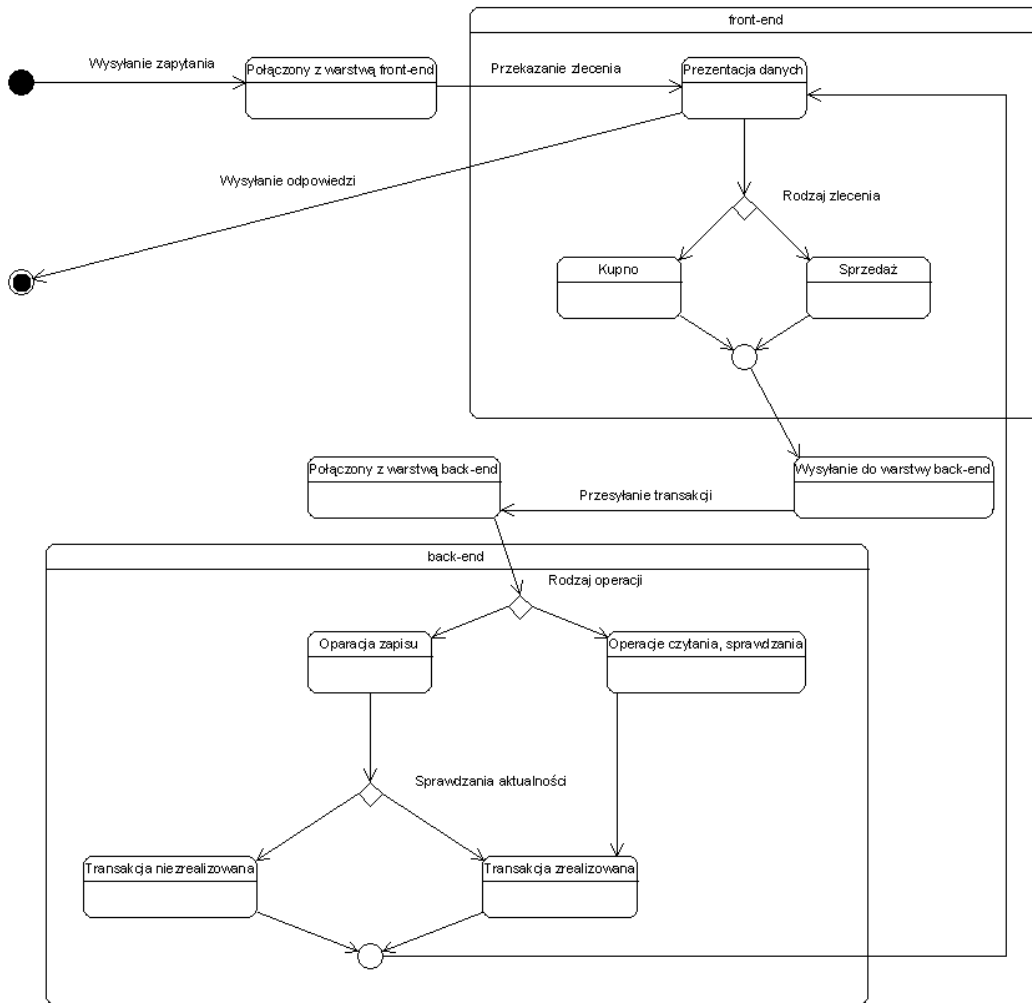 front-end
Wysyłanie zapytania
Połączony z warstwą front-end
Przekazanie zlecenia
Prezentacja danych
Wysyłanie odpowiedzi
Rodzaj zlecenia
Kupno
Sprzedaż
Połączony z warstwą back-end
Wysyłanie do warstwy back-end
Przesyłanie transakcji
back-end
Rodzaj operacji
Oparacja zapisu
Operacje czytania, sprawdzania
Sprawdzania aktualności
Transakcja niezrealizowana
Transakcja zrealizowana